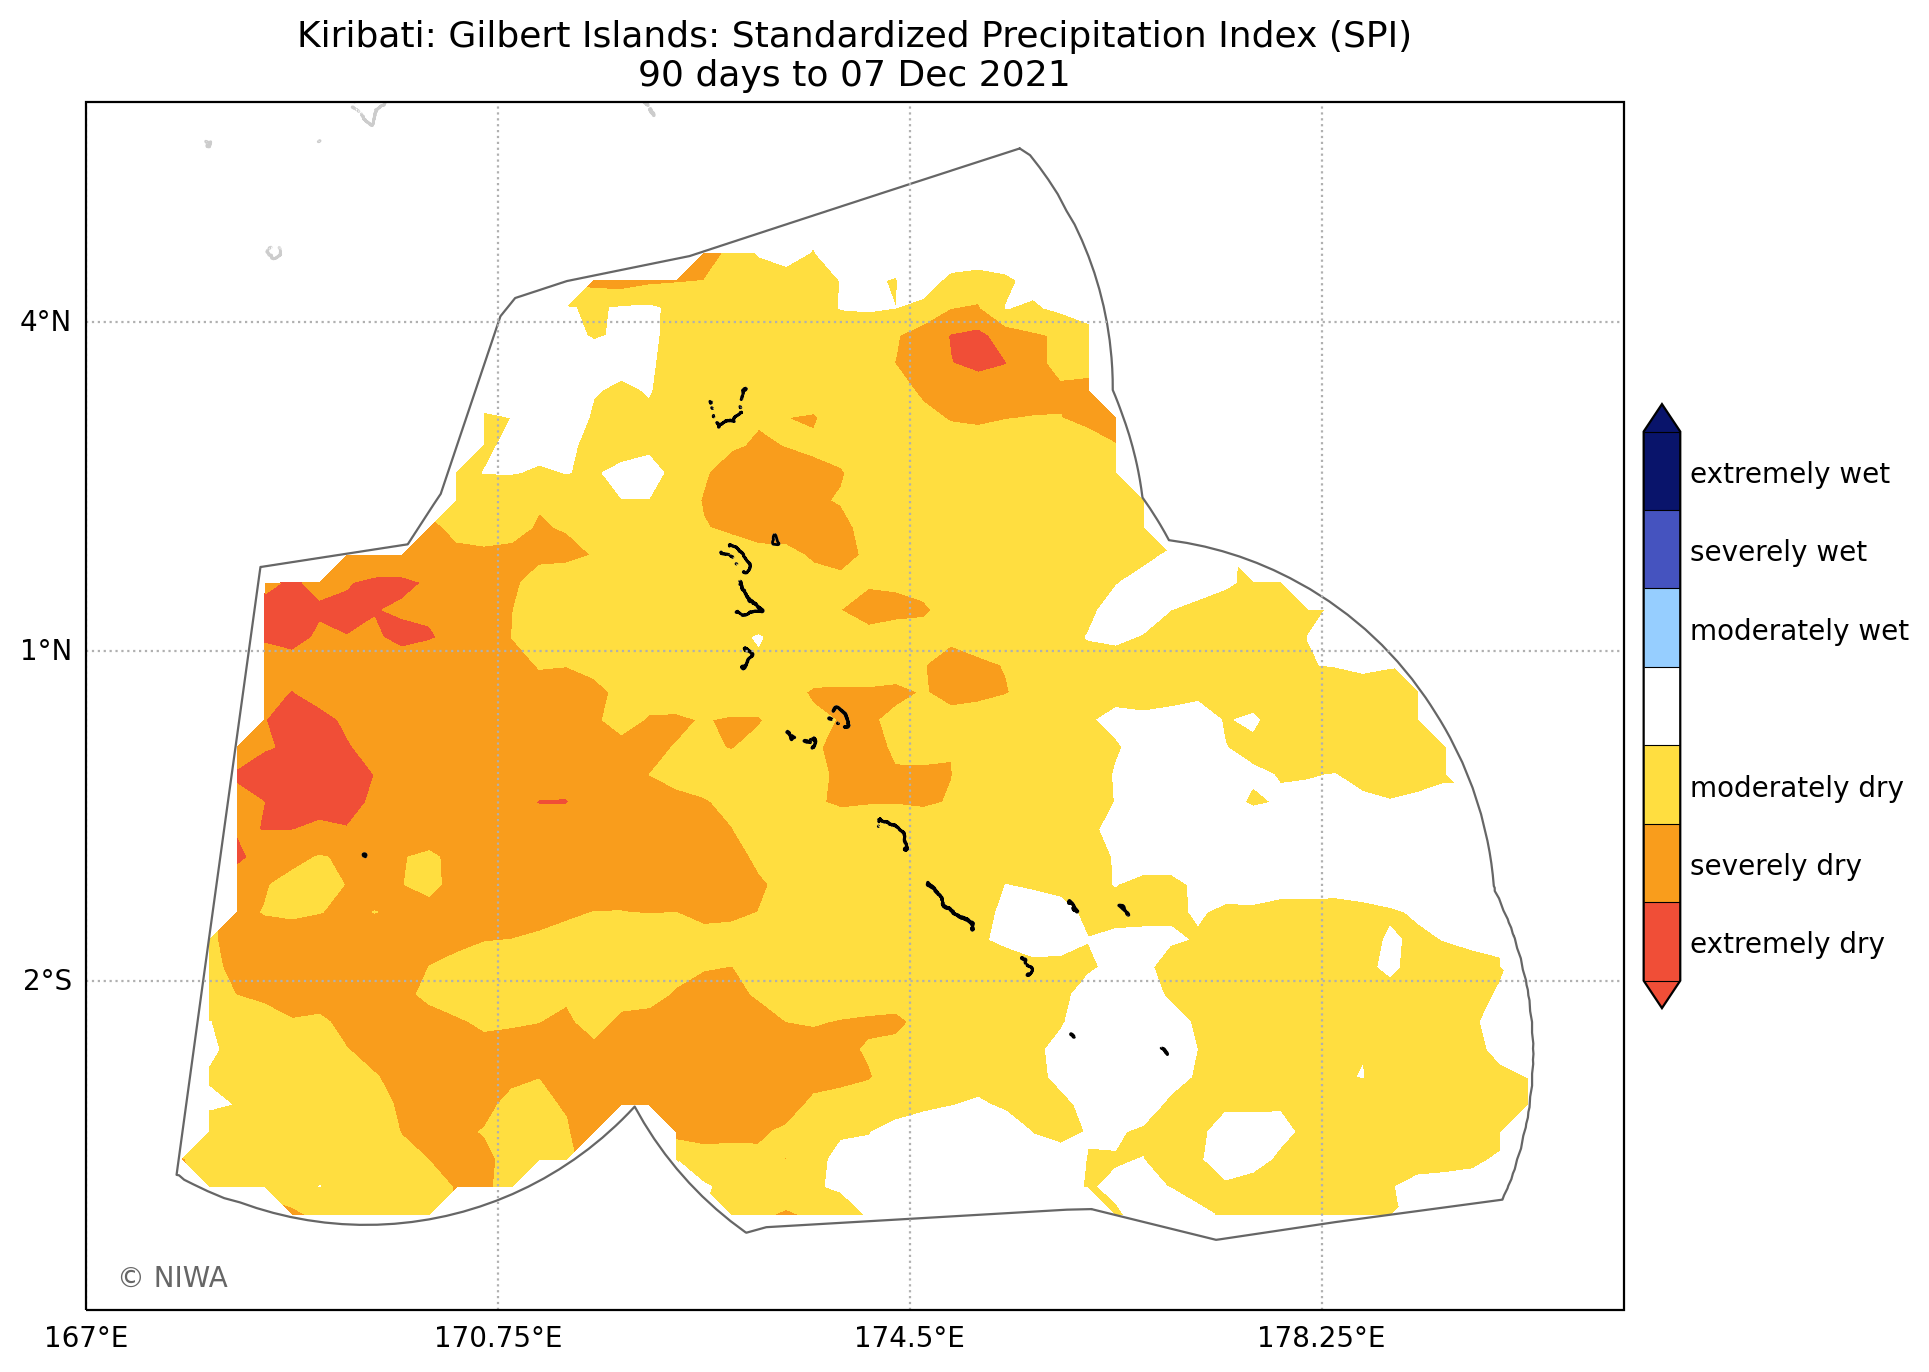 Kiribati: Gilbert Islands: Standardized Precipitation Index (SPI)
90 days to 07 Dec 2021
4°N
1°N
2°S
167°E
170.75°E
174.5°E
178.25°E
extremely wet
severely wet
moderately wet
moderately dry
severely dry
extremely dry
© NIWA